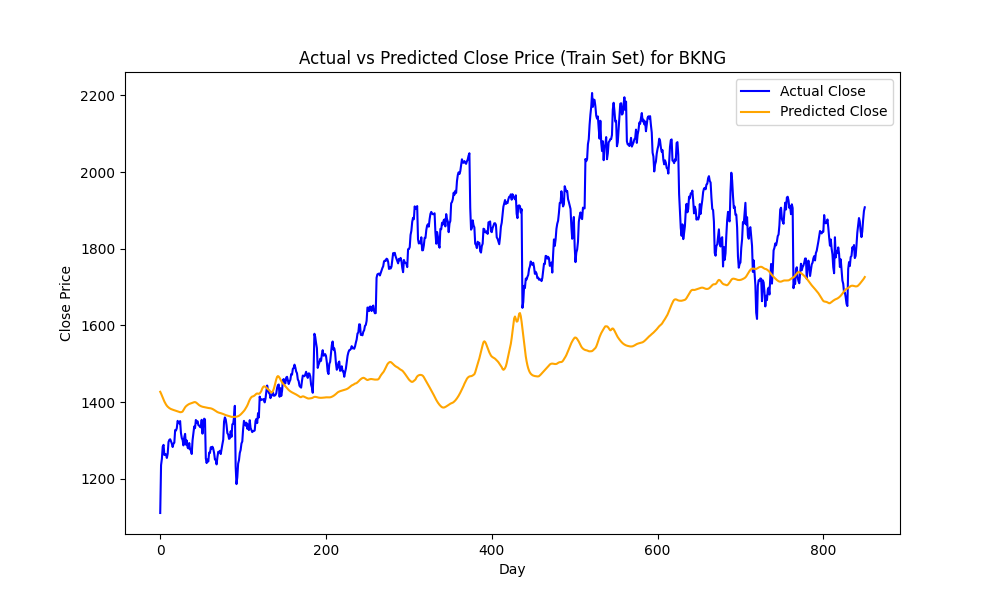 Actual vs Predicted Close Price (Train Set) for BKNG
Actual Close
Predicted Close
Close Price
2200
2000
1800
1600
1400
1200
0 200 400 600 800
Day